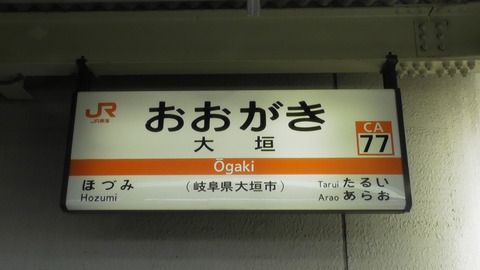 JR
JR東海
おおがき
大垣
CA
77
Ōgaki
ほづみ
Hozumi
(岐阜県大垣市)
Tarui たるい
Arao あらお